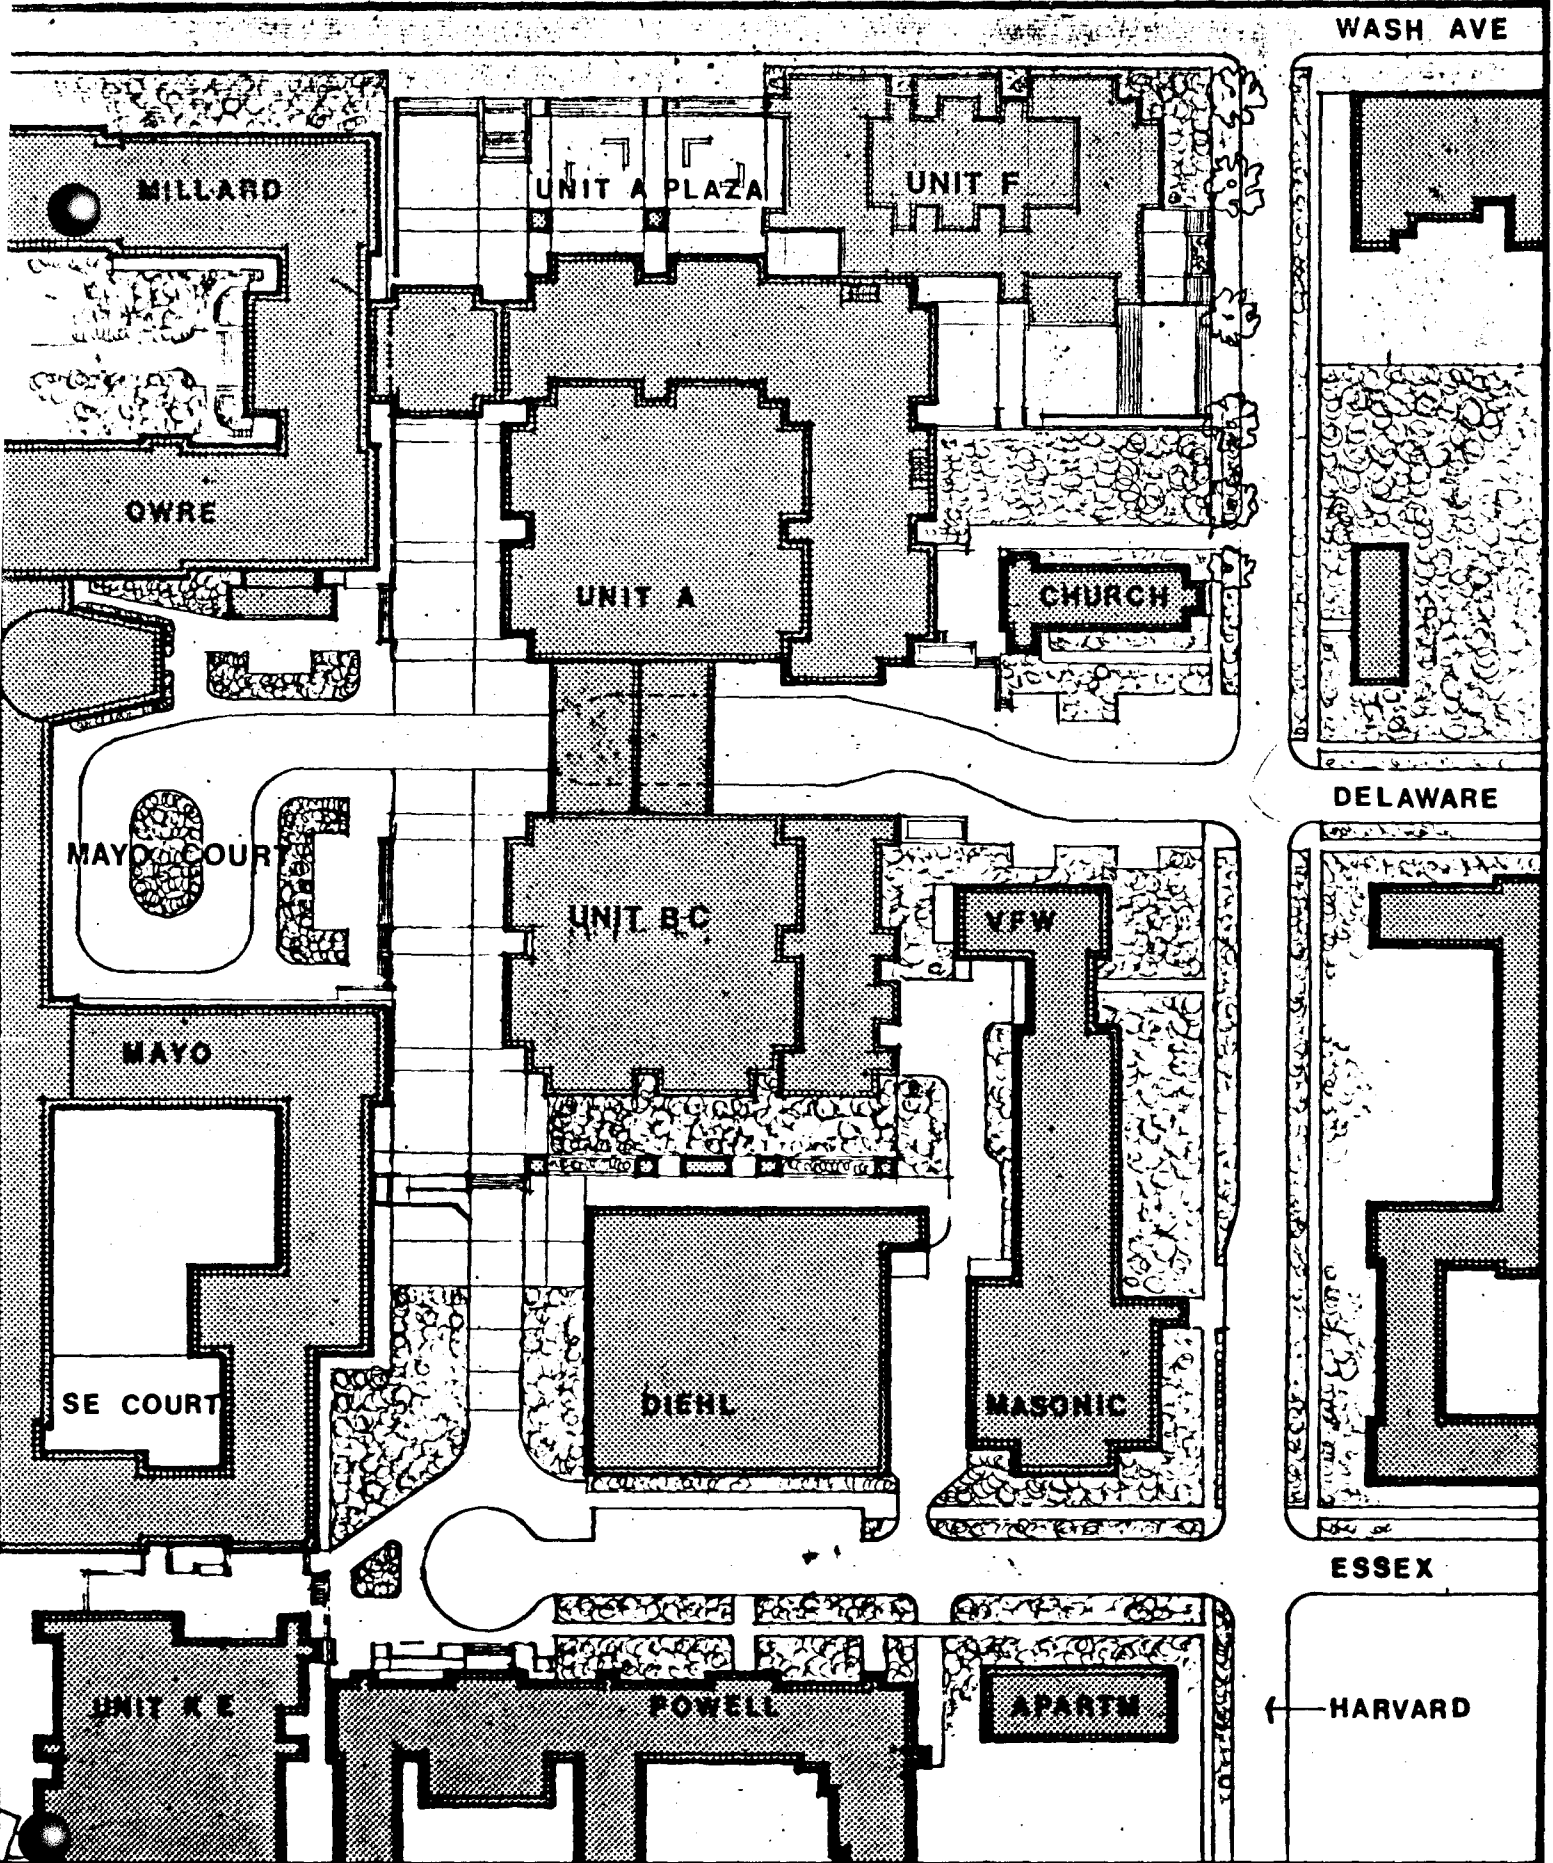 WASH AVE
MILLARD
UNIT A PLAZA
UNIT F
OWRE
UNIT A
CHURCH
DELAWARE
MAYO COURT
UNIT B C
VFW
MAYO
SE COURT
DIEHL
MASONIC
ESSEX
UNIT K E
POWELL
APARTM
HARVARD